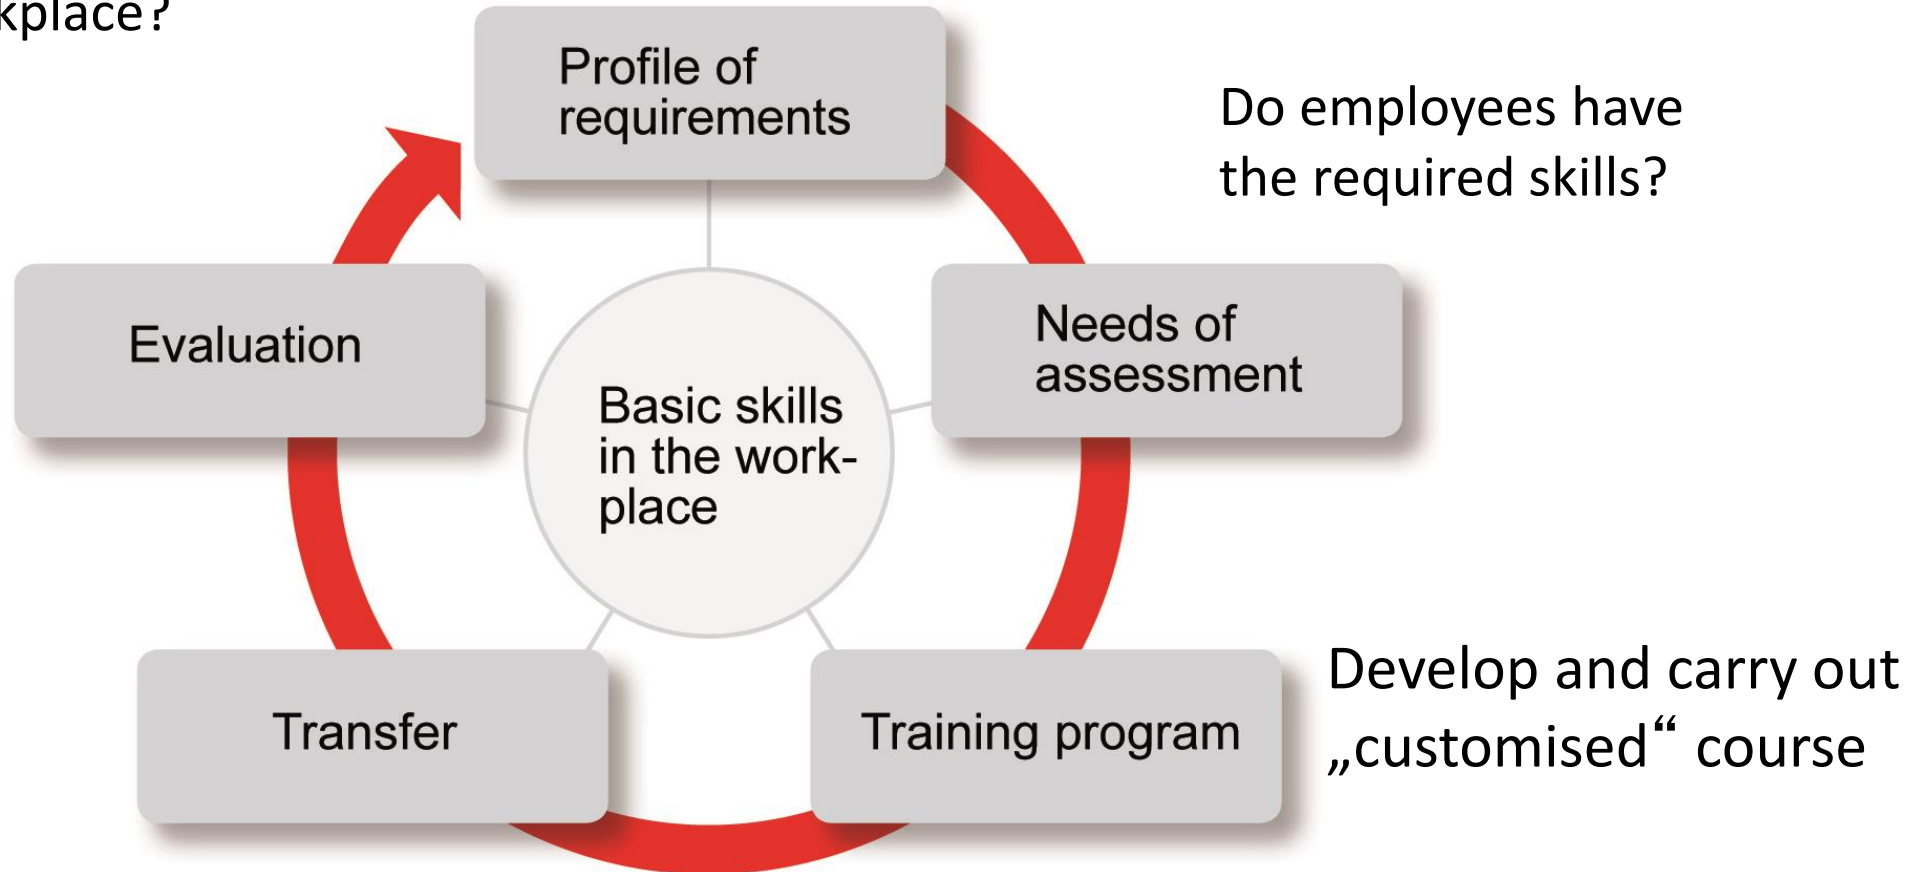 Profile of
requirements
Do employees have
the required skills?
Evaluation
Needs of
assessment
Basic skills
in the work-
place
Transfer
Training program
Develop and carry out
„customised“ course